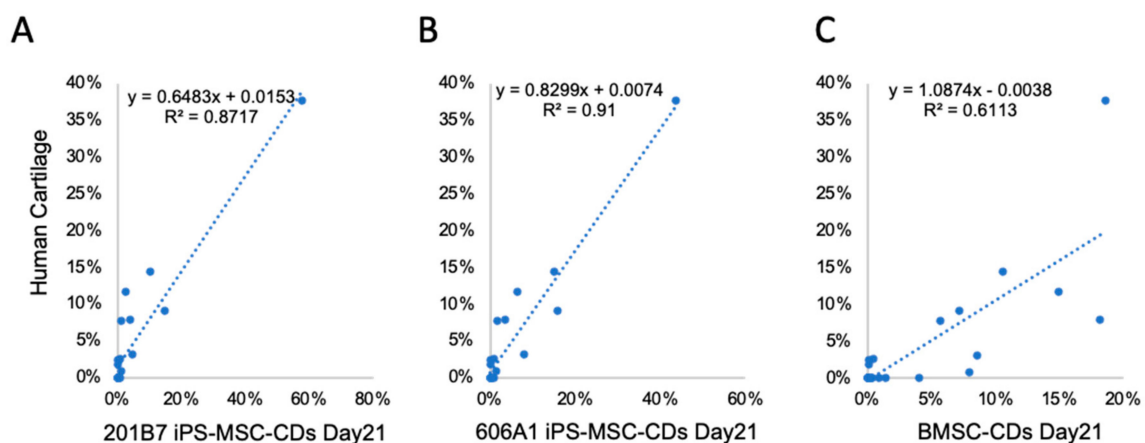 A
B
C
y = 0.6483x + 0.0153
R² = 0.8717
y = 0.8299x + 0.0074
R² = 0.91
y = 1.0874x - 0.0038
R² = 0.6113
Human Cartilage
40%
35%
30%
25%
20%
15%
10%
5%
0%
0% 20% 40% 60% 80%
201B7 iPS-MSC-CDs Day21
40%
35%
30%
25%
20%
15%
10%
5%
0%
0% 20% 40% 60%
606A1 iPS-MSC-CDs Day21
40%
35%
30%
25%
20%
15%
10%
5%
0%
0% 5% 10% 15% 20%
BMSC-CDs Day21